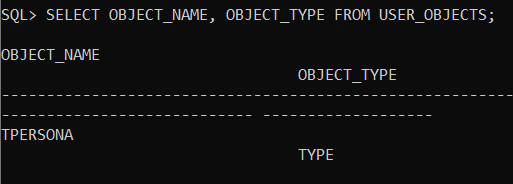 SQL> SELECT OBJECT_NAME, OBJECT_TYPE FROM USER_OBJECTS;
OBJECT_NAME
OBJECT_TYPE
---------------------------------------------------------
---------------------------- -------------------
TPERSONA
TYPE